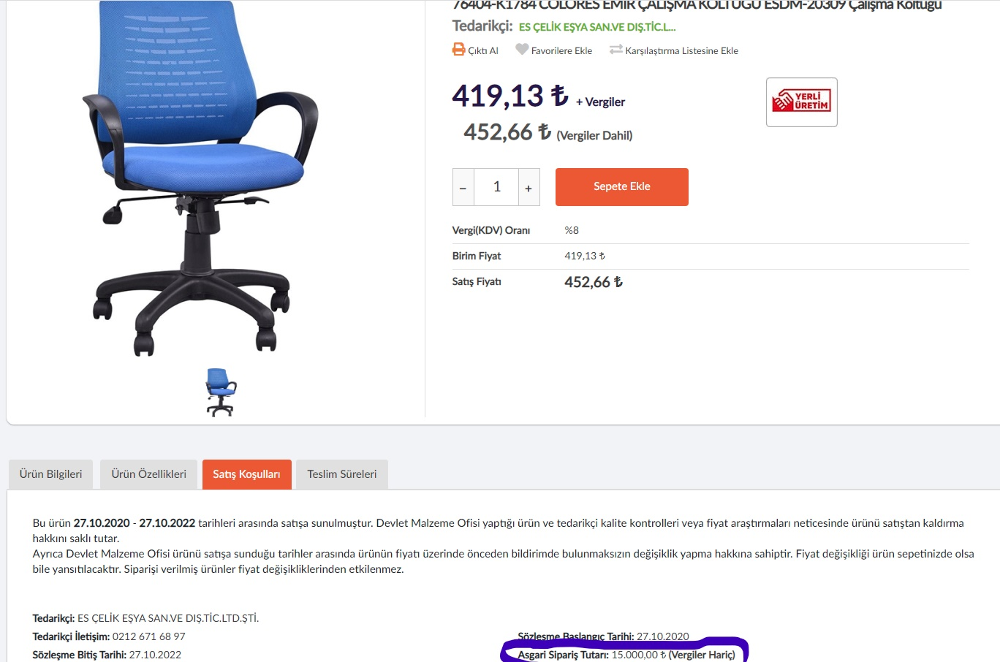 76404-K1784 COLORES EMİR ÇALIŞMA KOLTUĞU ESDM-20309 Çalışma Koltuğu
Tedarikçi: ES ÇELİK EŞYA SAN.VE DIŞ.TİC.L...
Çıktı Al Favorilere Ekle Karşılaştırma Listesine Ekle
419,13 ₺ + Vergiler
YERLİ
ÜRETİM
452,66 ₺ (Vergiler Dahil)
− 1 + Sepete Ekle
Vergi(KDV) Oranı %8
Birim Fiyat 419,13 ₺
Satış Fiyatı 452,66 ₺
Ürün Bilgileri Ürün Özellikleri Satış Koşulları Teslim Süreleri
Bu ürün 27.10.2020 - 27.10.2022 tarihleri arasında satışa sunulmuştur. Devlet Malzeme Ofisi yaptığı ürün ve tedarikçi kalite kontrolleri veya fiyat araştırmaları neticesinde ürünü satıştan kaldırma
hakkını saklı tutar.
Ayrıca Devlet Malzeme Ofisi ürünü satışa sunduğu tarihler arasında ürünün fiyatı üzerinde önceden bildirimde bulunmaksızın değişiklik yapma hakkına sahiptir. Fiyat değişikliği ürün sepetinizde olsa
bile yansıtılacaktır. Siparişi verilmiş ürünler fiyat değişikliklerinden etkilenmez.
Tedarikçi: ES ÇELİK EŞYA SAN.VE DIŞ.TİC.LTD.ŞTİ.
Tedarikçi İletişim: 0212 671 68 97 Sözleşme Başlangıç Tarihi: 27.10.2020
Sözleşme Bitiş Tarihi: 27.10.2022 Asgari Sipariş Tutarı: 15.000,00 ₺ (Vergiler Hariç)